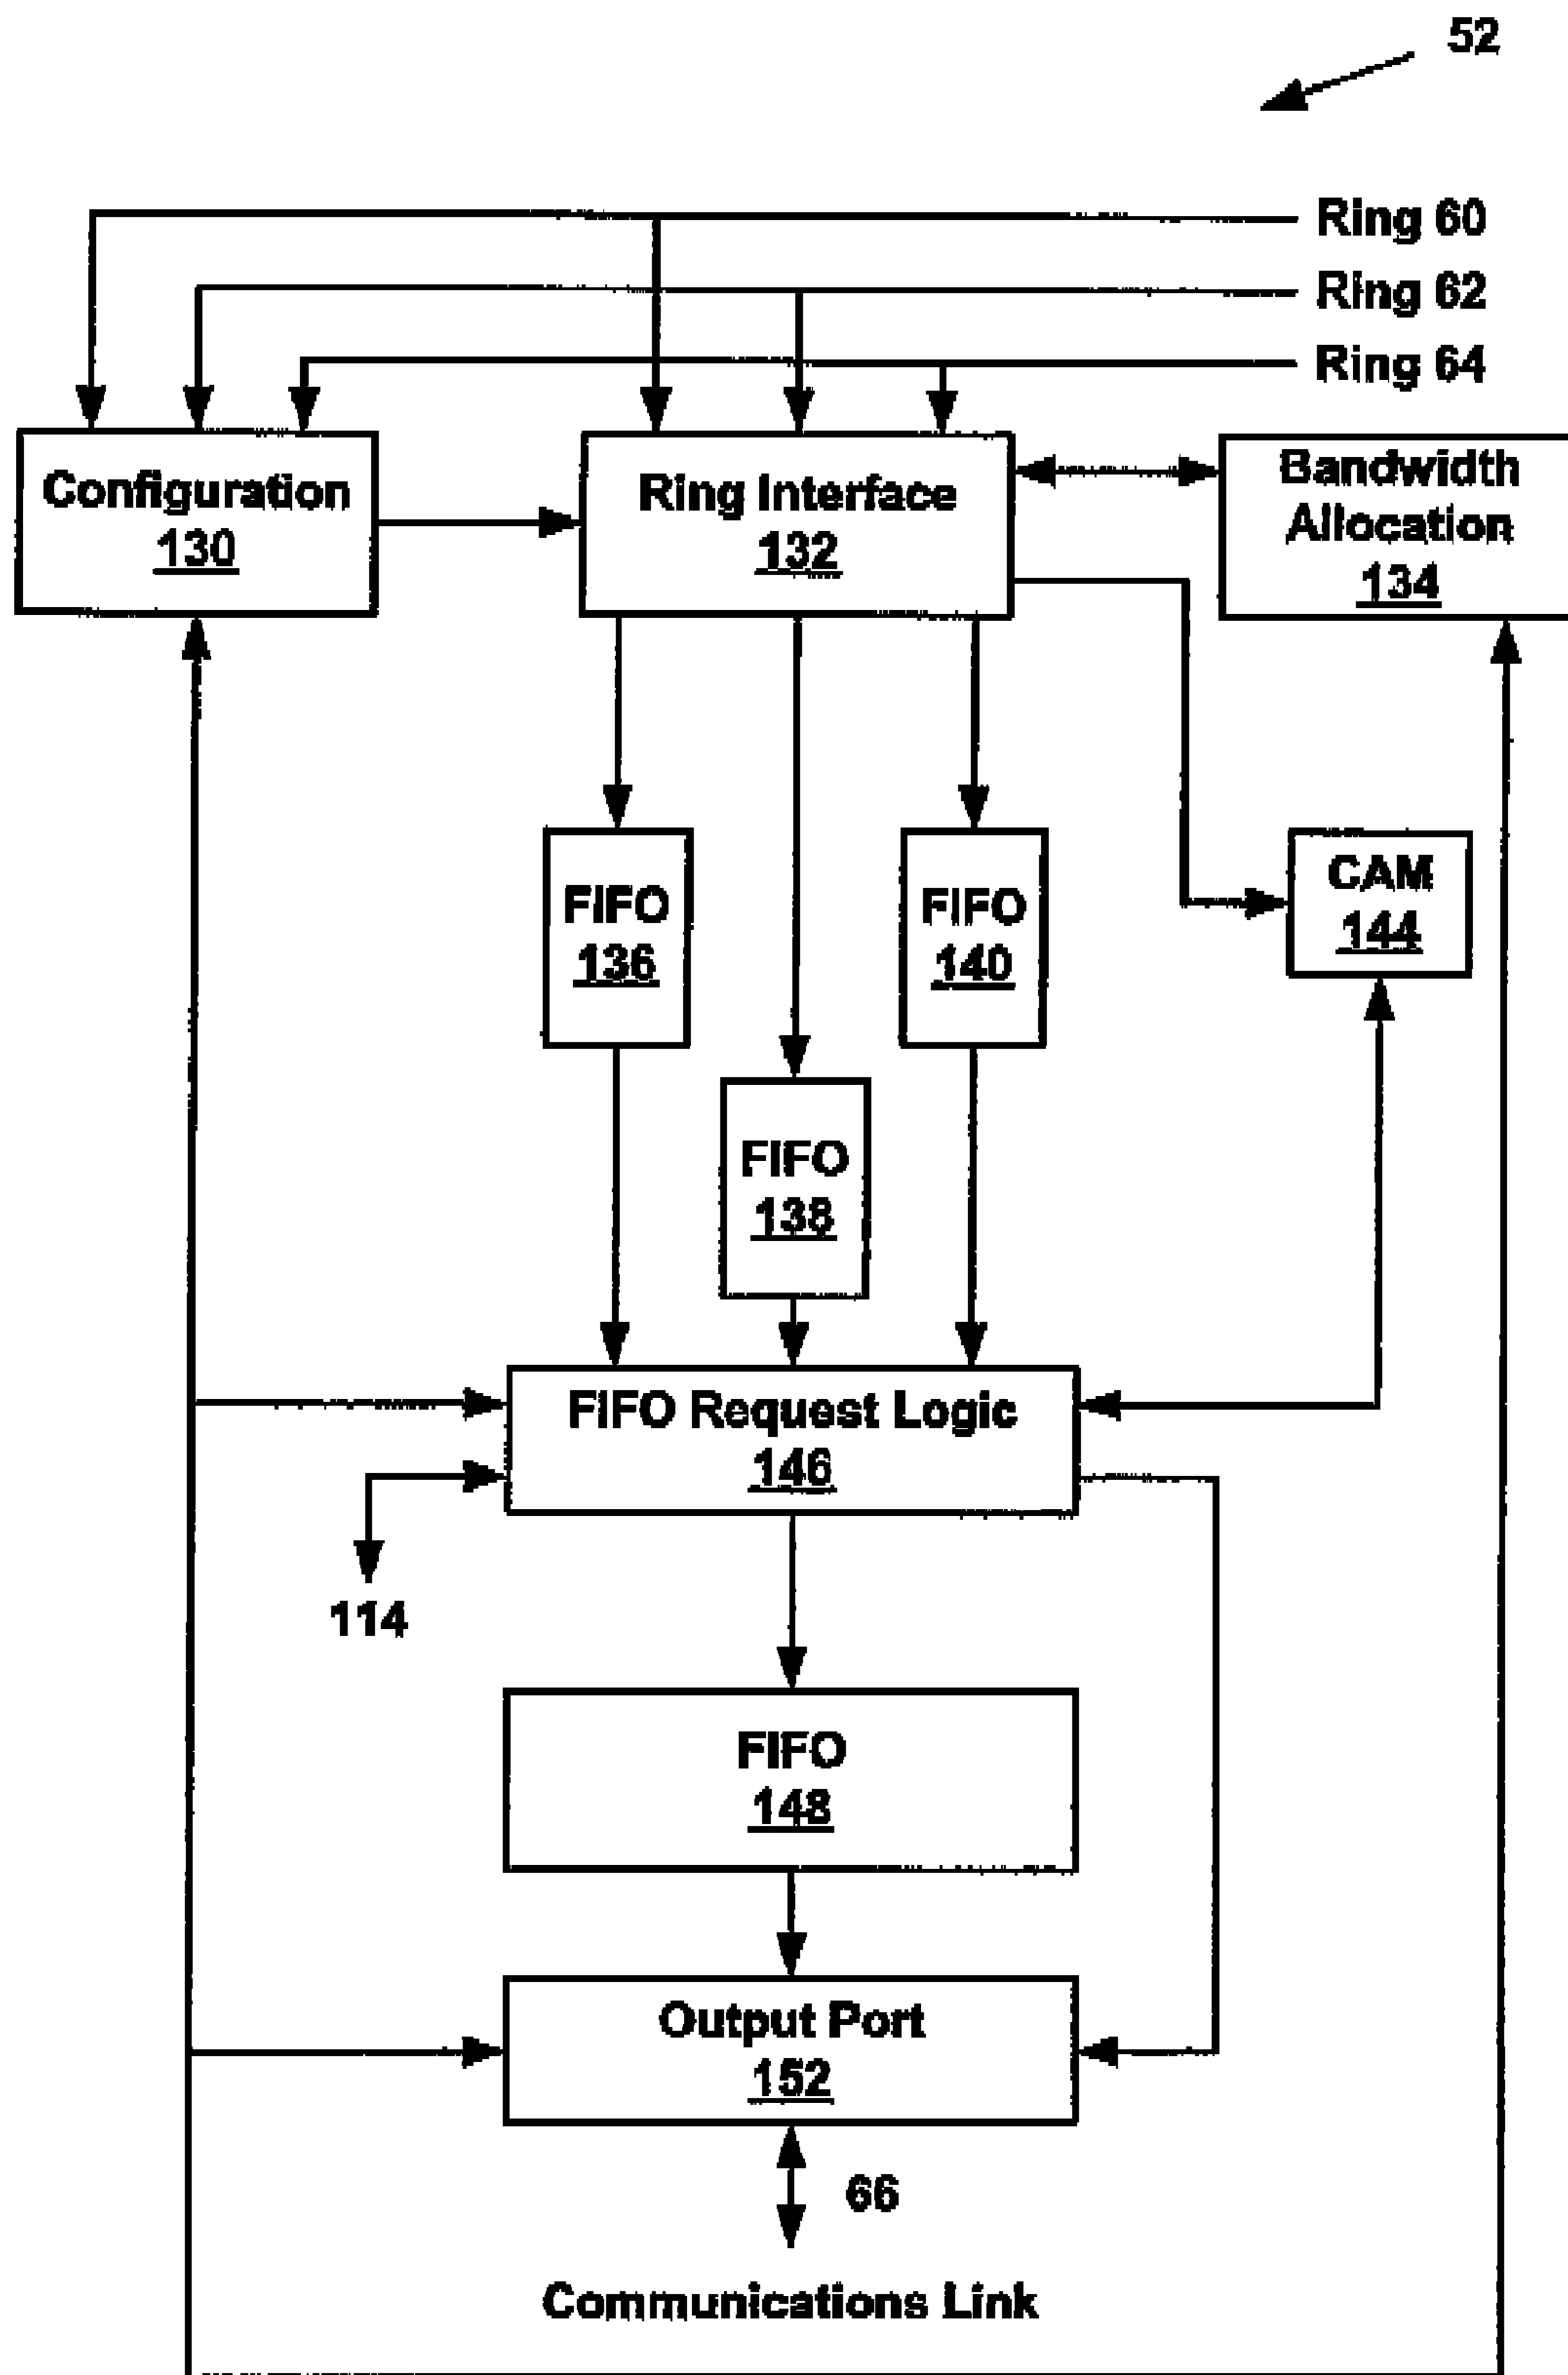 52
Ring 60
Ring 62
Ring 64
Configuration
130
Ring Interface
132
Bandwidth
Allocation
134
FIFO
136
FIFO
140
CAM
144
FIFO
138
FIFO Request Logic
146
114
FIFO
148
Output Port
152
66
Communications Link